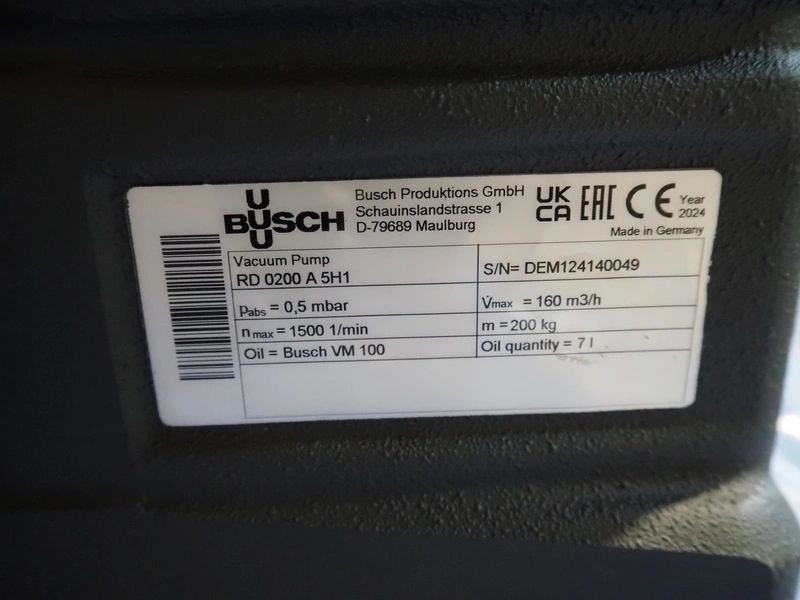 BUSCH
Busch Produktions GmbH
Schauinslandstrasse 1
D-79689 Maulburg
UK
CA
EAC CE
Year
2024
Made in Germany
Vacuum Pump
RD 0200 A 5H1
S/N= DEM124140049
pabs = 0,5 mbar
V̇max = 160 m3/h
n max = 1500 1/min
m = 200 kg
Oil = Busch VM 100
Oil quantity = 7 l